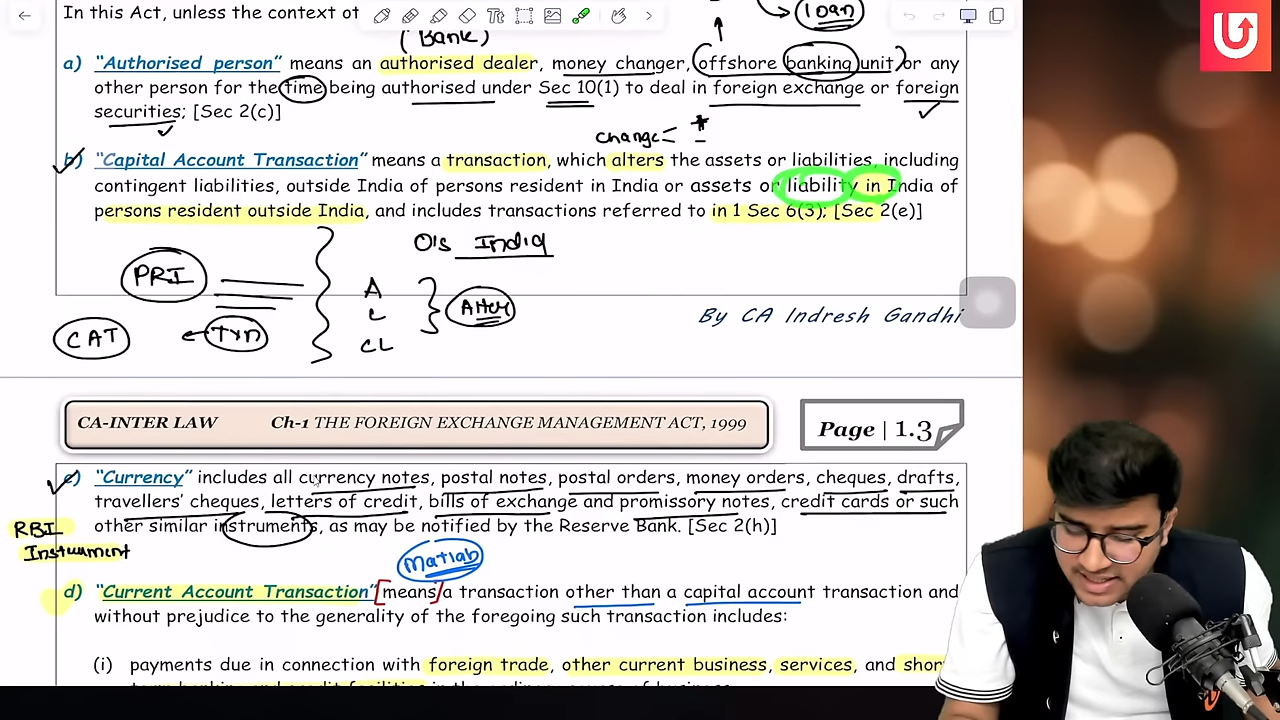 In this Act, unless the context ot
loan
(Bank)
a) "Authorised person" means an authorised dealer, money changer, (offshore banking unit) or any
other person for the time being authorised under Sec 10(1) to deal in foreign exchange or foreign
securities; [Sec 2(c)]
change < + -
b) "Capital Account Transaction" means a transaction, which alters the assets or liabilities, including
contingent liabilities, outside India of persons resident in India or assets or liability in India of
persons resident outside India, and includes transactions referred to in 1 Sec 6(3); [Sec 2(e)]
O's India
PRI
A
L
Alter
CAT ← Txn
CL
By CA Indresh Gandhi
CA-INTER LAW Ch-1 THE FOREIGN EXCHANGE MANAGEMENT ACT, 1999
Page | 1.3
c) "Currency" includes all currency notes, postal notes, postal orders, money orders, cheques, drafts,
travellers' cheques, letters of credit, bills of exchange and promissory notes, credit cards or such
other similar instruments, as may be notified by the Reserve Bank. [Sec 2(h)]
RBI
Instrument
Matlab
d) "Current Account Transaction" [means] a transaction other than a capital account transaction and
without prejudice to the generality of the foregoing such transaction includes:
(i) payments due in connection with foreign trade, other current business, services, and shor